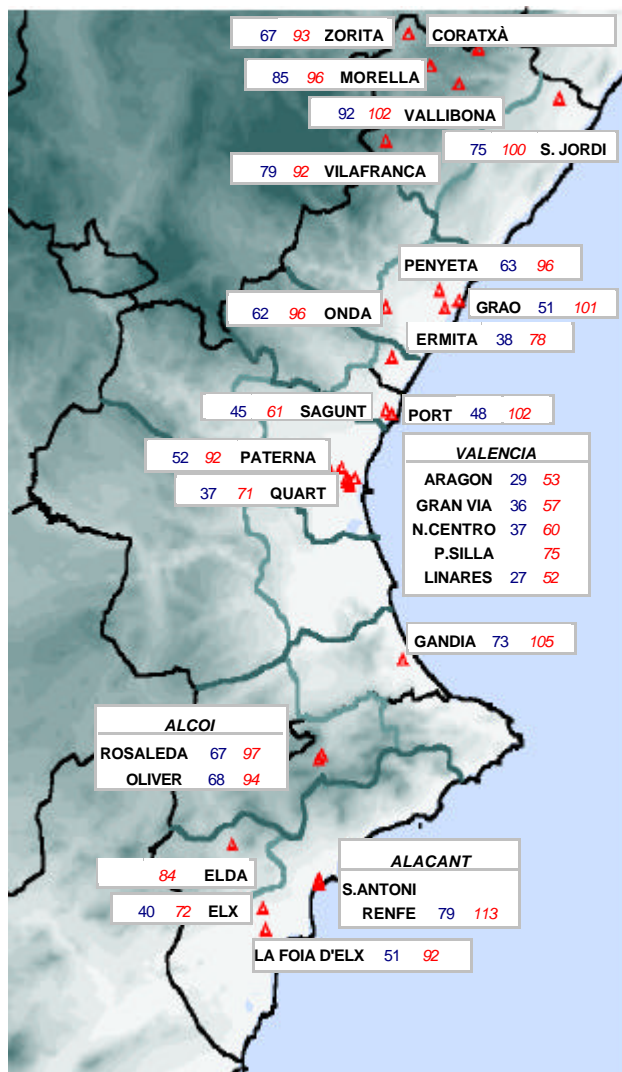 67 93 ZORITA
CORATXÀ
85 96 MORELLA
92 102 VALLIBONA
75 100 S. JORDI
79 92 VILAFRANCA
PENYETA 63 96
62 96 ONDA
GRAO 51 101
ERMITA 38 78
45 61 SAGUNT
PORT 48 102
52 92 PATERNA
37 71 QUART
VALENCIA
ARAGON 29 53
GRAN VIA 36 57
N.CENTRO 37 60
P.SILLA 75
LINARES 27 52
GANDIA 73 105
ALCOI
ROSALEDA 67 97
OLIVER 68 94
84 ELDA
40 72 ELX
ALACANT
S.ANTONI
RENFE 79 113
LA FOIA D'ELX 51 92